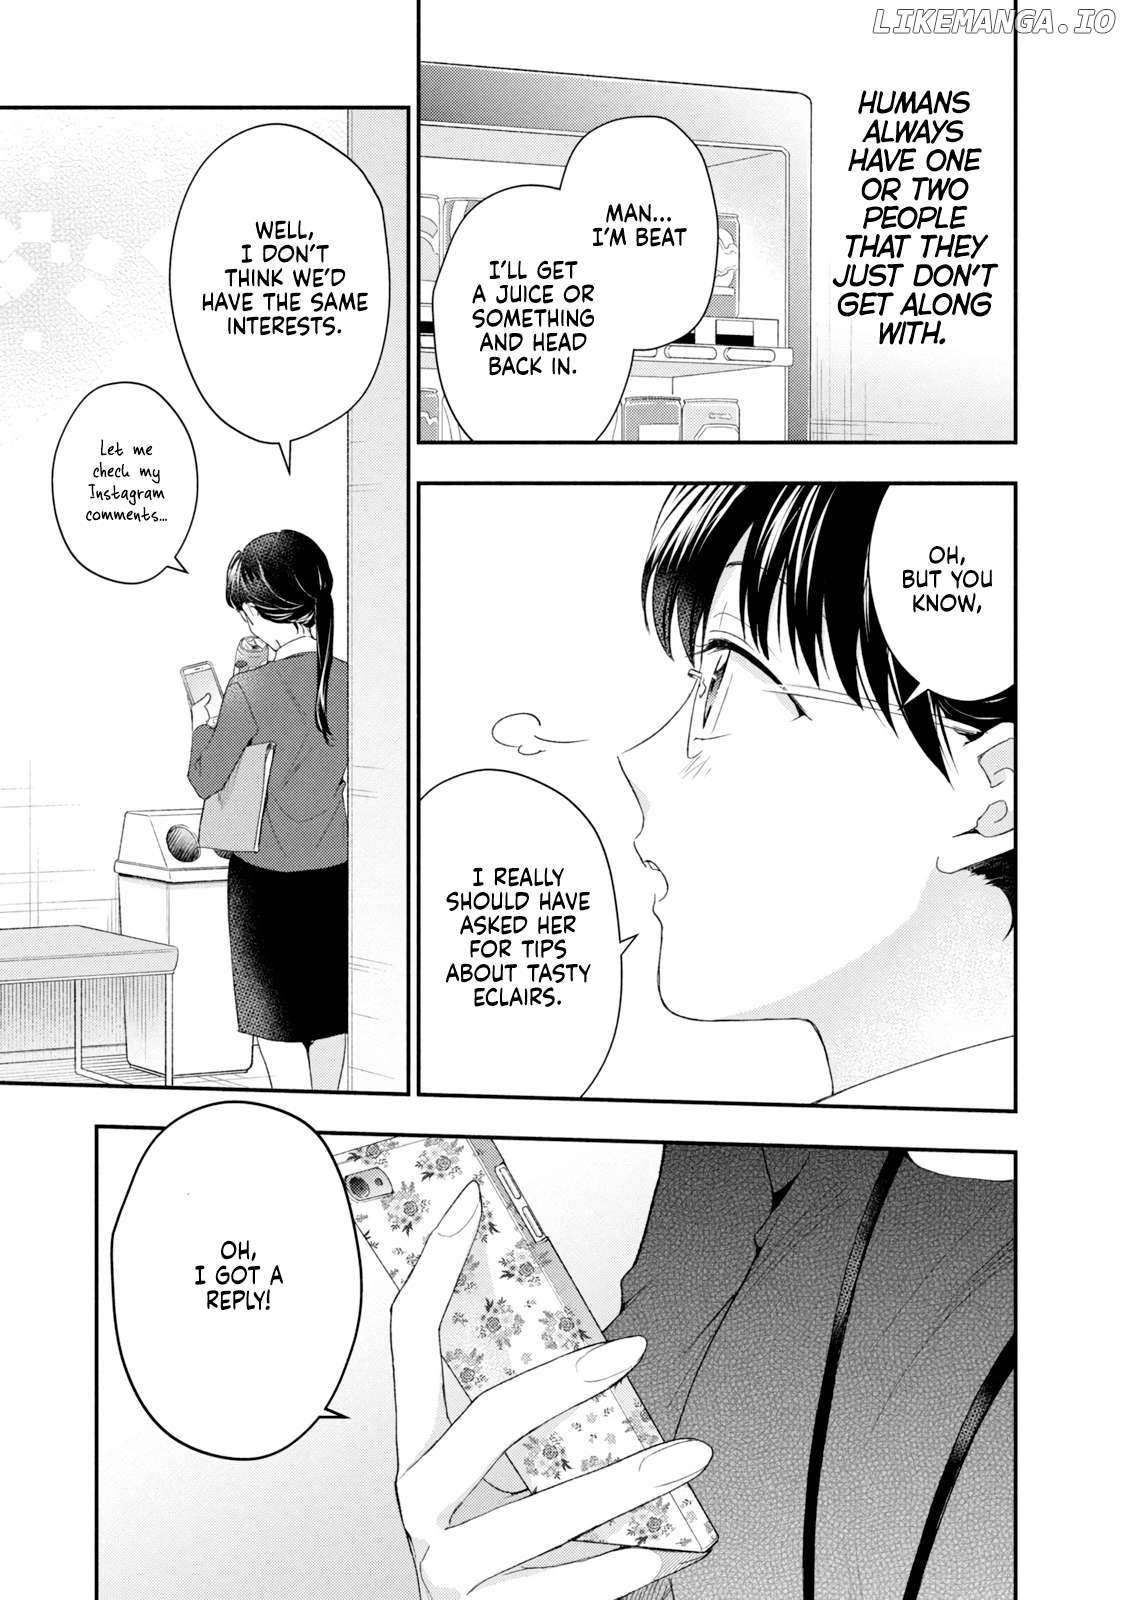 LIKEMANGA.IO
HUMANS
ALWAYS
HAVE ONE
OR TWO
PEOPLE
THAT THEY
JUST DON'T
GET ALONG
WITH.
MAN...
I'M BEAT
I'LL GET
A JUICE OR
SOMETHING
AND HEAD
BACK IN.
WELL,
I DON'T
THINK WE'D
HAVE THE SAME
INTERESTS.
Let me
check my
Instagram
comments...
OH,
BUT YOU
KNOW,
I REALLY
SHOULD HAVE
ASKED HER
FOR TIPS
ABOUT TASTY
ECLAIRS.
OH,
I GOT A
REPLY!